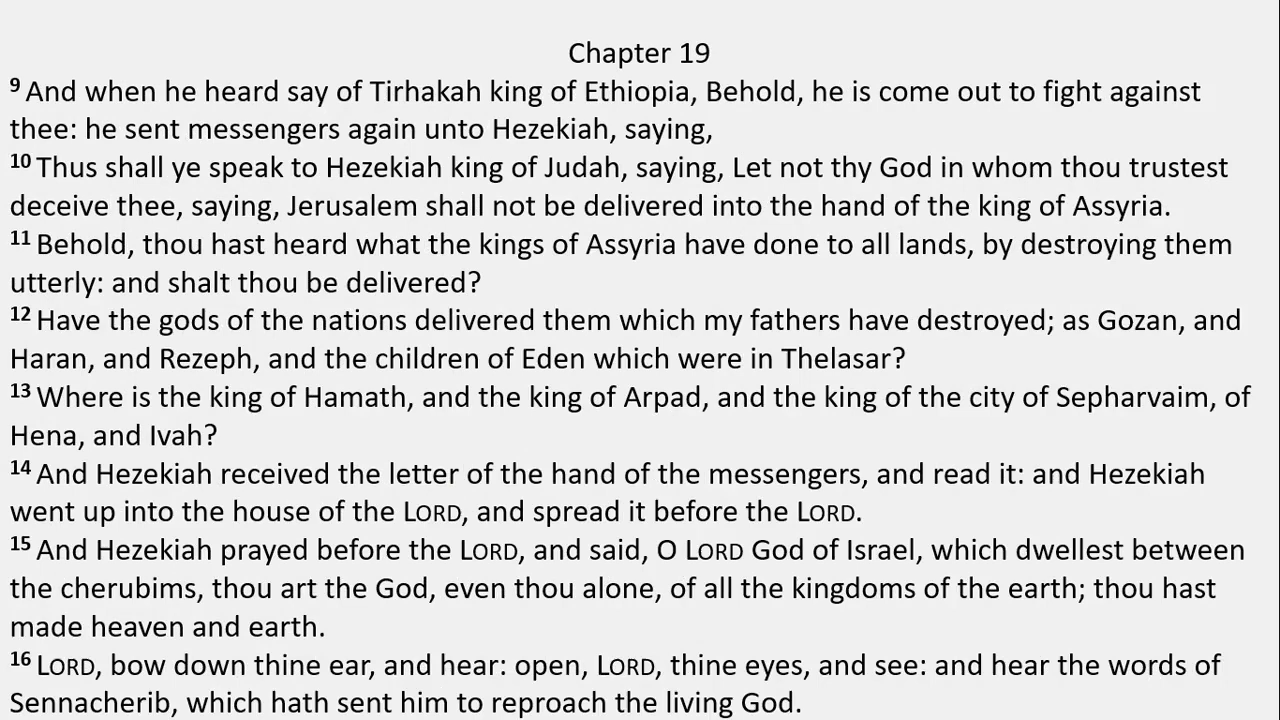 Chapter 19
9 And when he heard say of Tirhakah king of Ethiopia, Behold, he is come out to fight against
thee: he sent messengers again unto Hezekiah, saying,
10 Thus shall ye speak to Hezekiah king of Judah, saying, Let not thy God in whom thou trustest
deceive thee, saying, Jerusalem shall not be delivered into the hand of the king of Assyria.
11 Behold, thou hast heard what the kings of Assyria have done to all lands, by destroying them
utterly: and shalt thou be delivered?
12 Have the gods of the nations delivered them which my fathers have destroyed; as Gozan, and
Haran, and Rezeph, and the children of Eden which were in Thelasar?
13 Where is the king of Hamath, and the king of Arpad, and the king of the city of Sepharvaim, of
Hena, and Ivah?
14 And Hezekiah received the letter of the hand of the messengers, and read it: and Hezekiah
went up into the house of the LORD, and spread it before the LORD.
15 And Hezekiah prayed before the LORD, and said, O LORD God of Israel, which dwellest between
the cherubims, thou art the God, even thou alone, of all the kingdoms of the earth; thou hast
made heaven and earth.
16 LORD, bow down thine ear, and hear: open, LORD, thine eyes, and see: and hear the words of
Sennacherib, which hath sent him to reproach the living God.